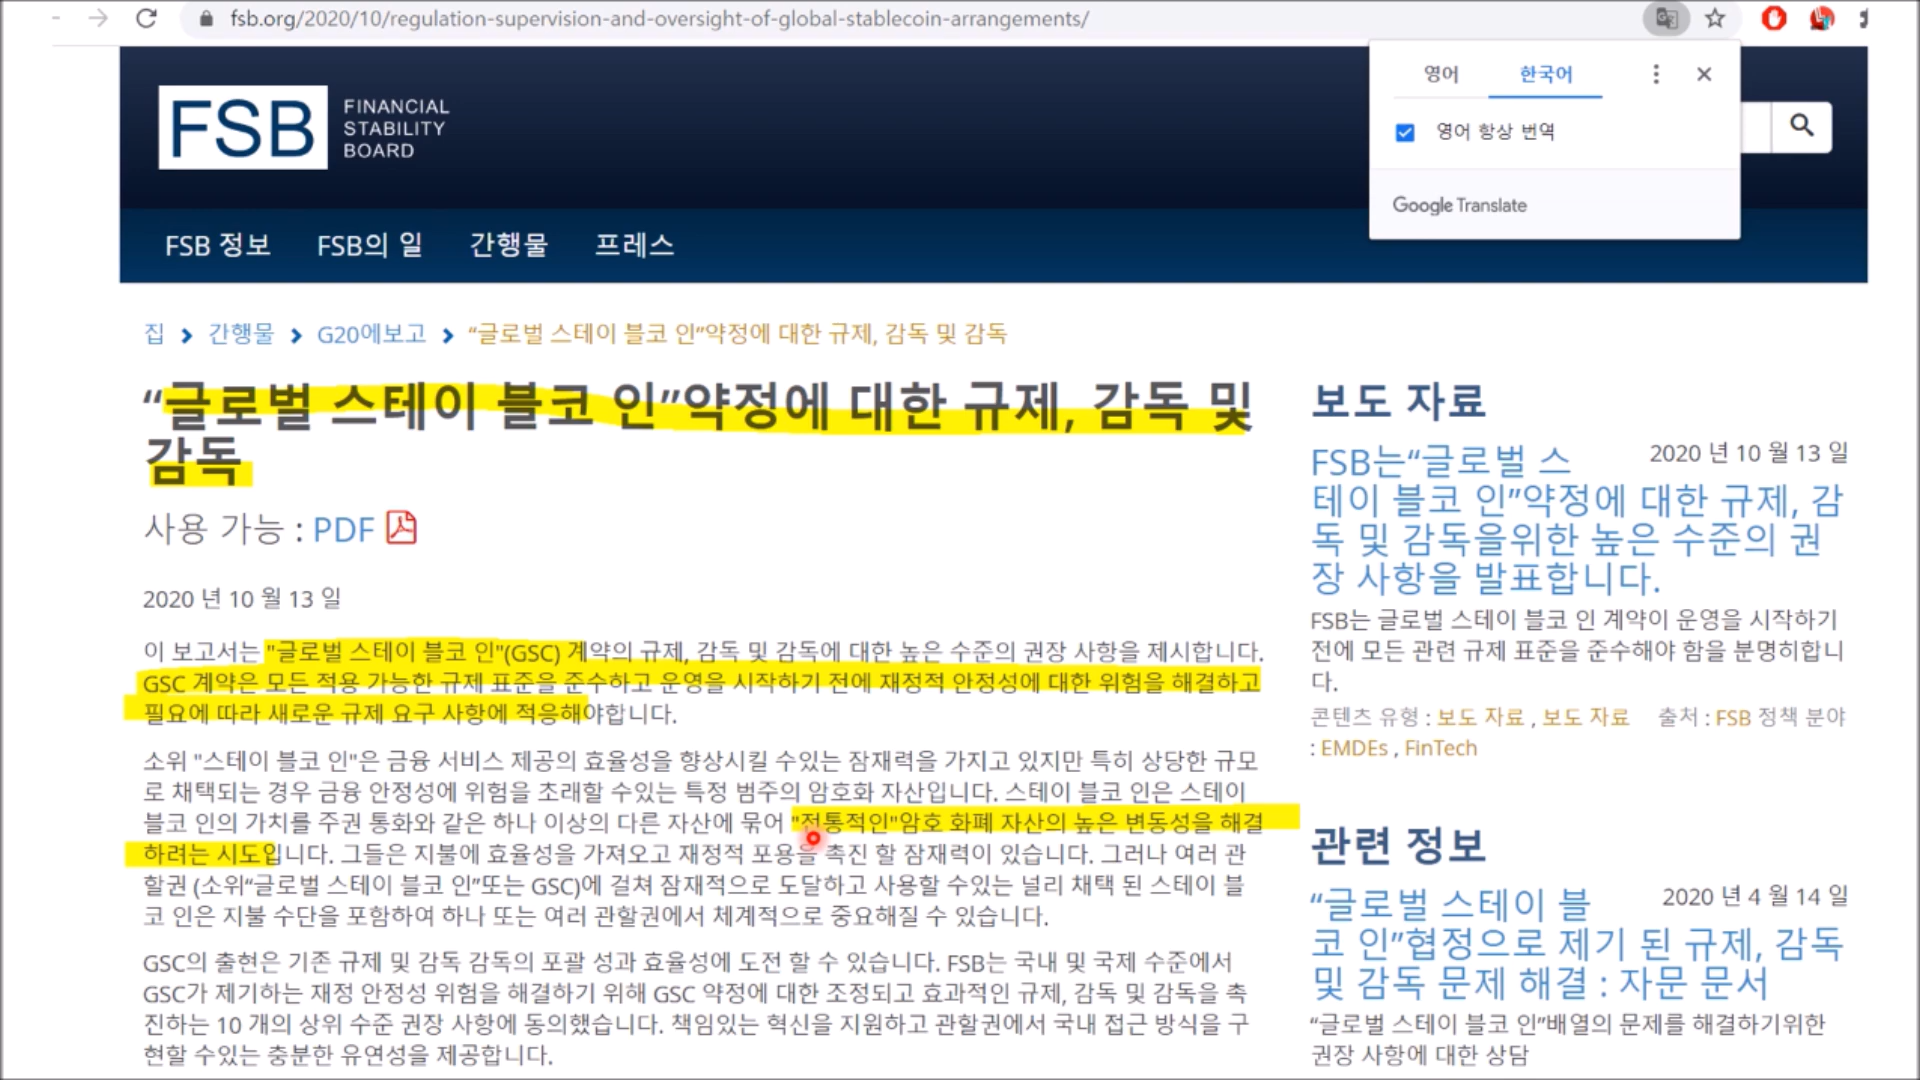 fsb.org/2020/10/regulation-supervision-and-oversight-of-global-stablecoin-arrangements/
영어 한국어
영어 항상 번역
Google Translate
FSB
FINANCIAL
STABILITY
BOARD
FSB 정보 FSB의 일 간행물 프레스
집 > 간행물 > G20에보고 > “글로벌 스테이 블코 인”약정에 대한 규제, 감독 및 감독
“글로벌 스테이 블코 인”약정에 대한 규제, 감독 및
감독
사용 가능 : PDF
2020 년 10 월 13 일
이 보고서는 "글로벌 스테이 블코 인"(GSC) 계약의 규제, 감독 및 감독에 대한 높은 수준의 권장 사항을 제시합니다.
GSC 계약은 모든 적용 가능한 규제 표준을 준수하고 운영을 시작하기 전에 재정적 안정성에 대한 위험을 해결하고
필요에 따라 새로운 규제 요구 사항에 적응해야합니다.
소위 "스테이 블코 인"은 금융 서비스 제공의 효율성을 향상시킬 수있는 잠재력을 가지고 있지만 특히 상당한 규모
로 채택되는 경우 금융 안정성에 위험을 초래할 수있는 특정 범주의 암호화 자산입니다. 스테이 블코 인은 스테이
블코 인의 가치를 주권 통화와 같은 하나 이상의 다른 자산에 묶어 "전통적인"암호 화폐 자산의 높은 변동성을 해결
하려는 시도입니다. 그들은 지불에 효율성을 가져오고 재정적 포용을 촉진 할 잠재력이 있습니다. 그러나 여러 관
할권 (소위“글로벌 스테이 블코 인”또는 GSC)에 걸쳐 잠재적으로 도달하고 사용할 수있는 널리 채택 된 스테이 블
코 인은 지불 수단을 포함하여 하나 또는 여러 관할권에서 체계적으로 중요해질 수 있습니다.
GSC의 출현은 기존 규제 및 감독 감독의 포괄 성과 효율성에 도전 할 수 있습니다. FSB는 국내 및 국제 수준에서
GSC가 제기하는 재정 안정성 위험을 해결하기 위해 GSC 약정에 대한 조정되고 효과적인 규제, 감독 및 감독을 촉
진하는 10 개의 상위 수준 권장 사항에 동의했습니다. 책임있는 혁신을 지원하고 관할권에서 국내 접근 방식을 구
현할 수있는 충분한 유연성을 제공합니다.
보도 자료
2020 년 10 월 13 일
FSB는“글로벌 스
테이 블코 인”약정에 대한 규제, 감
독 및 감독을위한 높은 수준의 권
장 사항을 발표합니다.
FSB는 글로벌 스테이 블코 인 계약이 운영을 시작하기
전에 모든 관련 규제 표준을 준수해야 함을 분명히합니
다.
콘텐츠 유형 : 보도 자료 , 보도 자료 출처 : FSB 정책 분야
: EMDEs , FinTech
관련 정보
2020 년 4 월 14 일
“글로벌 스테이 블
코 인”협정으로 제기 된 규제, 감독
및 감독 문제 해결 : 자문 문서
“글로벌 스테이 블코 인”배열의 문제를 해결하기위한
권장 사항에 대한 상담